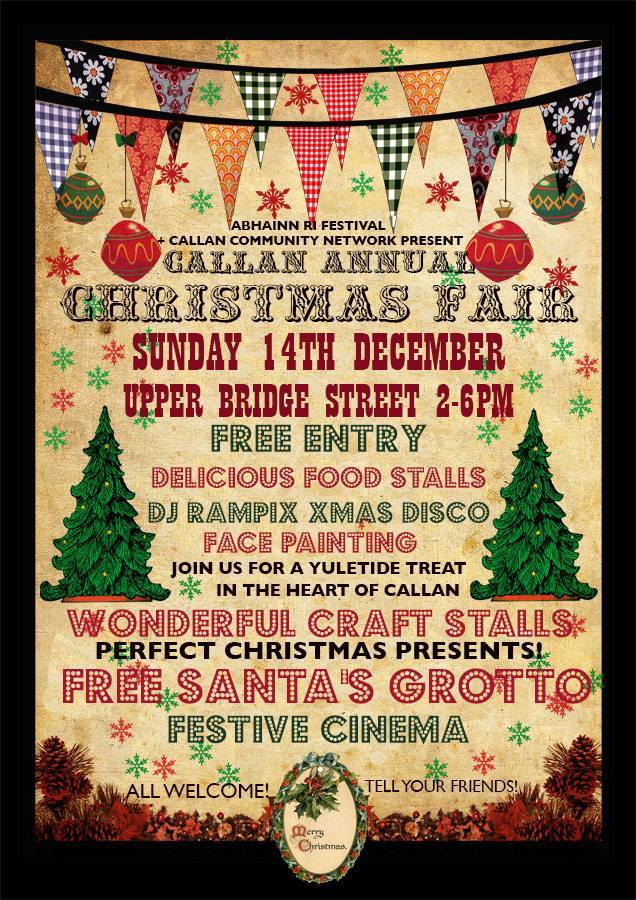 ABHAINN RI FESTIVAL
+ CALLAN COMMUNITY NETWORK PRESENT
CALLAN ANNUAL
CHRISTMAS FAIR
SUNDAY 14TH DECEMBER
UPPER BRIDGE STREET 2-6PM
FREE ENTRY
DELICIOUS FOOD STALLS
DJ RAMPIX XMAS DISCO
FACE PAINTING
JOIN US FOR A YULETIDE TREAT
IN THE HEART OF CALLAN
WONDERFUL CRAFT STALLS
PERFECT CHRISTMAS PRESENTS!
FREE SANTA'S GROTTO
FESTIVE CINEMA
ALL WELCOME! TELL YOUR FRIENDS!
Merry
Christmas.